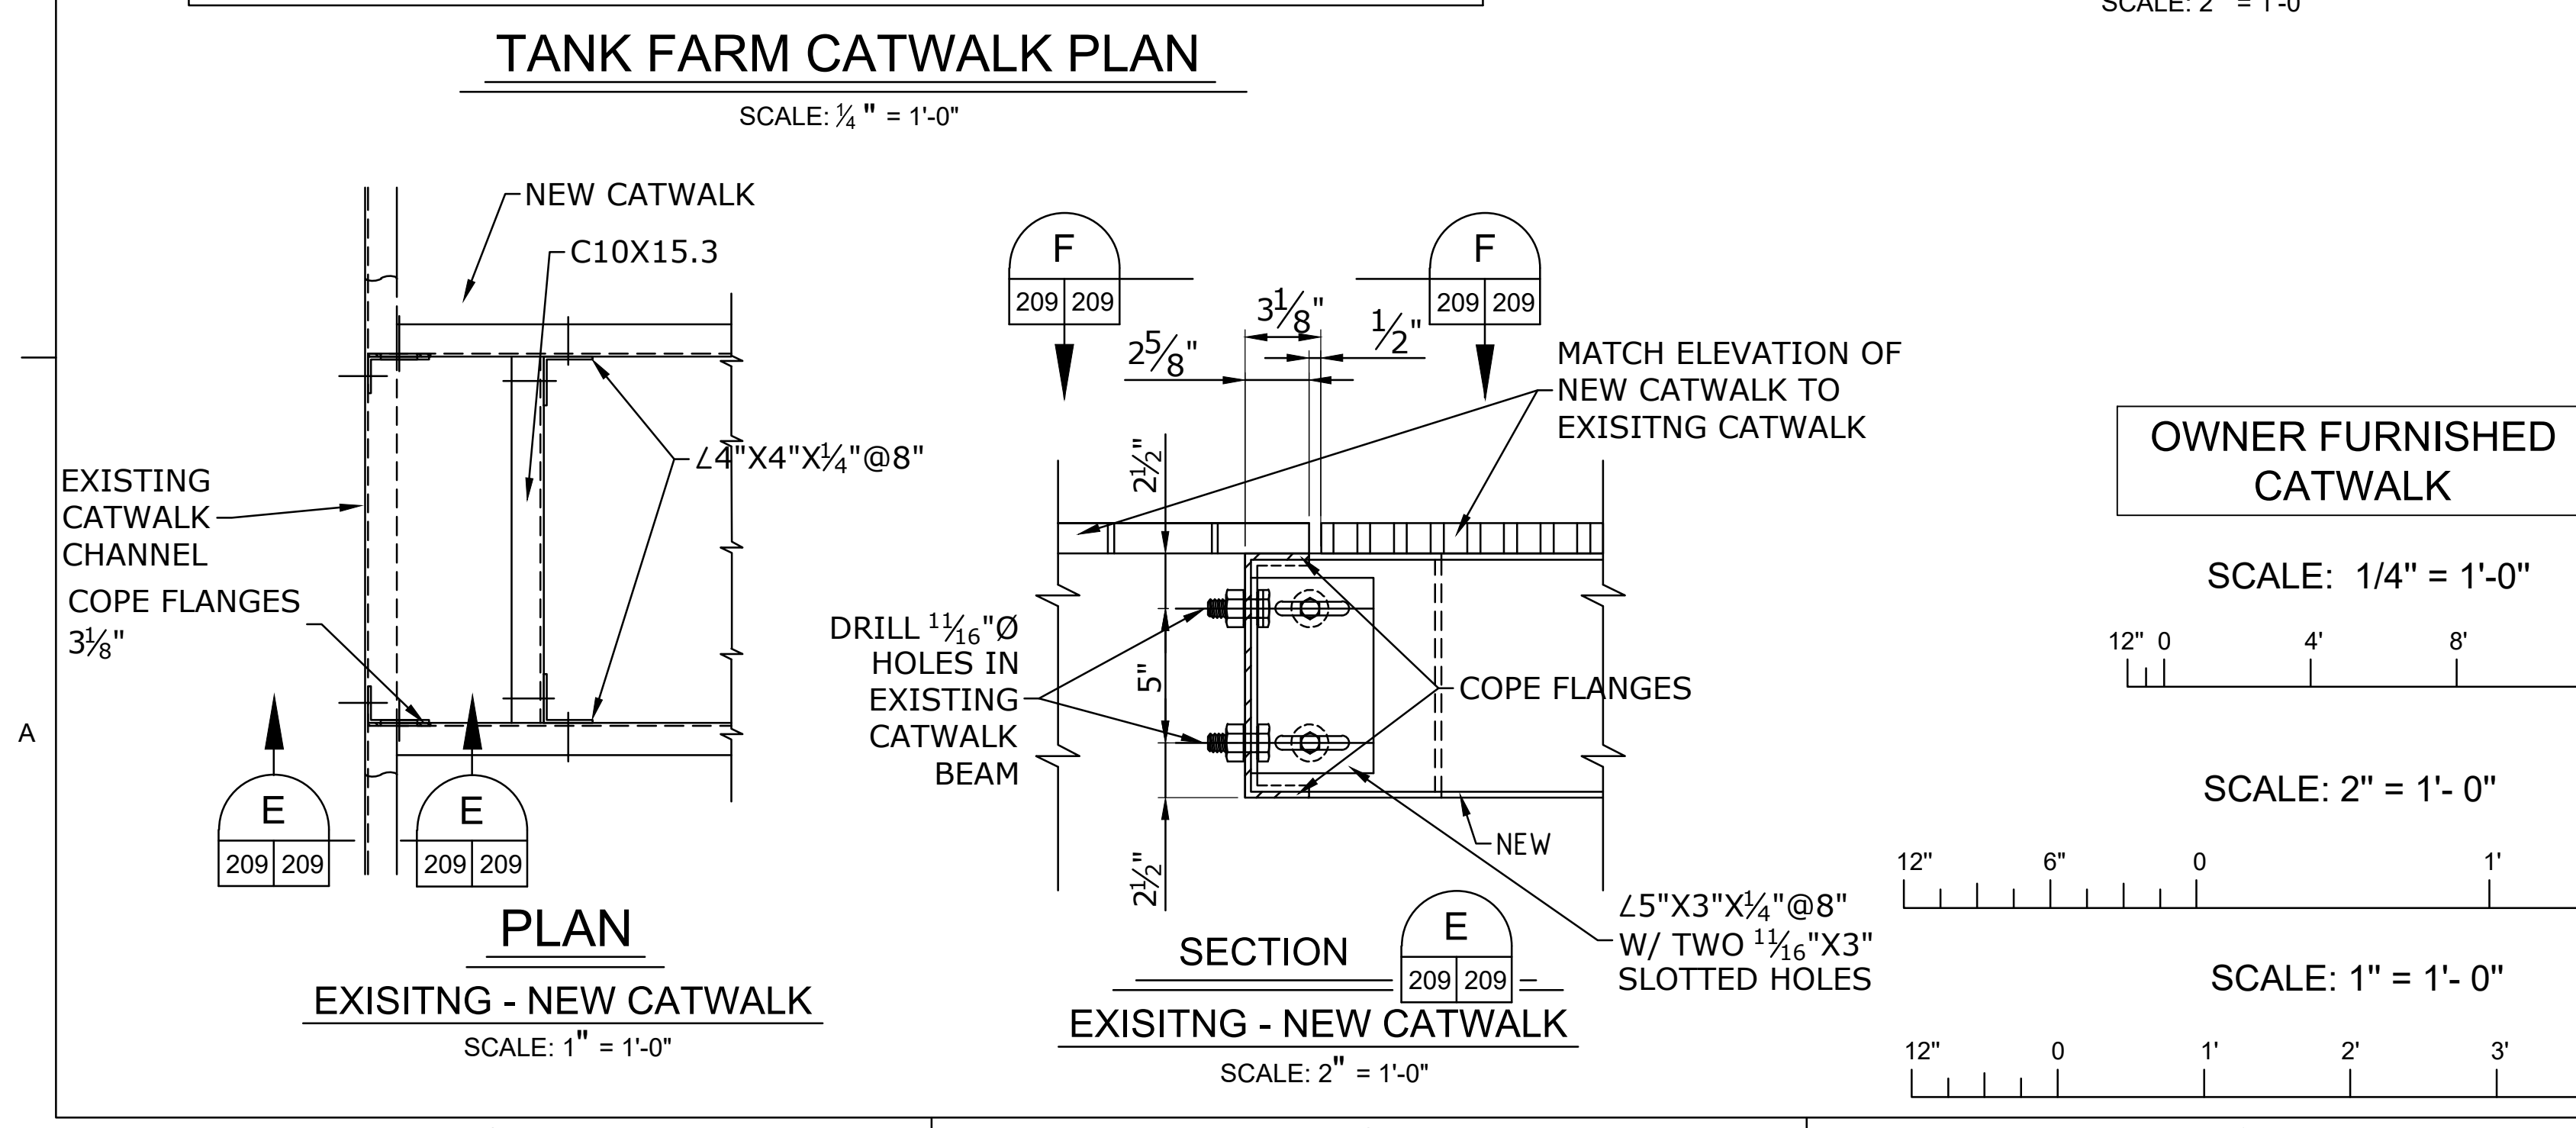 SCALE: 2" = 1'-0
TANK FARM CATWALK PLAN
SCALE: ¼" = 1'-0"
NEW CATWALK
C10X15.3
∠4"X4"X¼"@8"
EXISTING
CATWALK
CHANNEL
COPE FLANGES
3⅛"
E
209 209
E
209 209
PLAN
EXISITNG - NEW CATWALK
SCALE: 1" = 1'-0"
F
209 209
F
209 209
3⅛"
½"
2⅝"
MATCH ELEVATION OF
NEW CATWALK TO
EXISITNG CATWALK
2½"
5"
2½"
DRILL ¹¹⁄₁₆"Ø
HOLES IN
EXISTING
CATWALK
BEAM
COPE FLANGES
NEW
∠5"X3"X¼"@8"
W/ TWO ¹¹⁄₁₆"X3"
SLOTTED HOLES
SECTION
E
209 209
EXISITNG - NEW CATWALK
SCALE: 2" = 1'-0"
OWNER FURNISHED
CATWALK
SCALE: 1/4" = 1'-0"
12" 0 4' 8'
SCALE: 2" = 1'- 0"
12" 6" 0 1'
SCALE: 1" = 1'- 0"
12" 0 1' 2' 3'
A